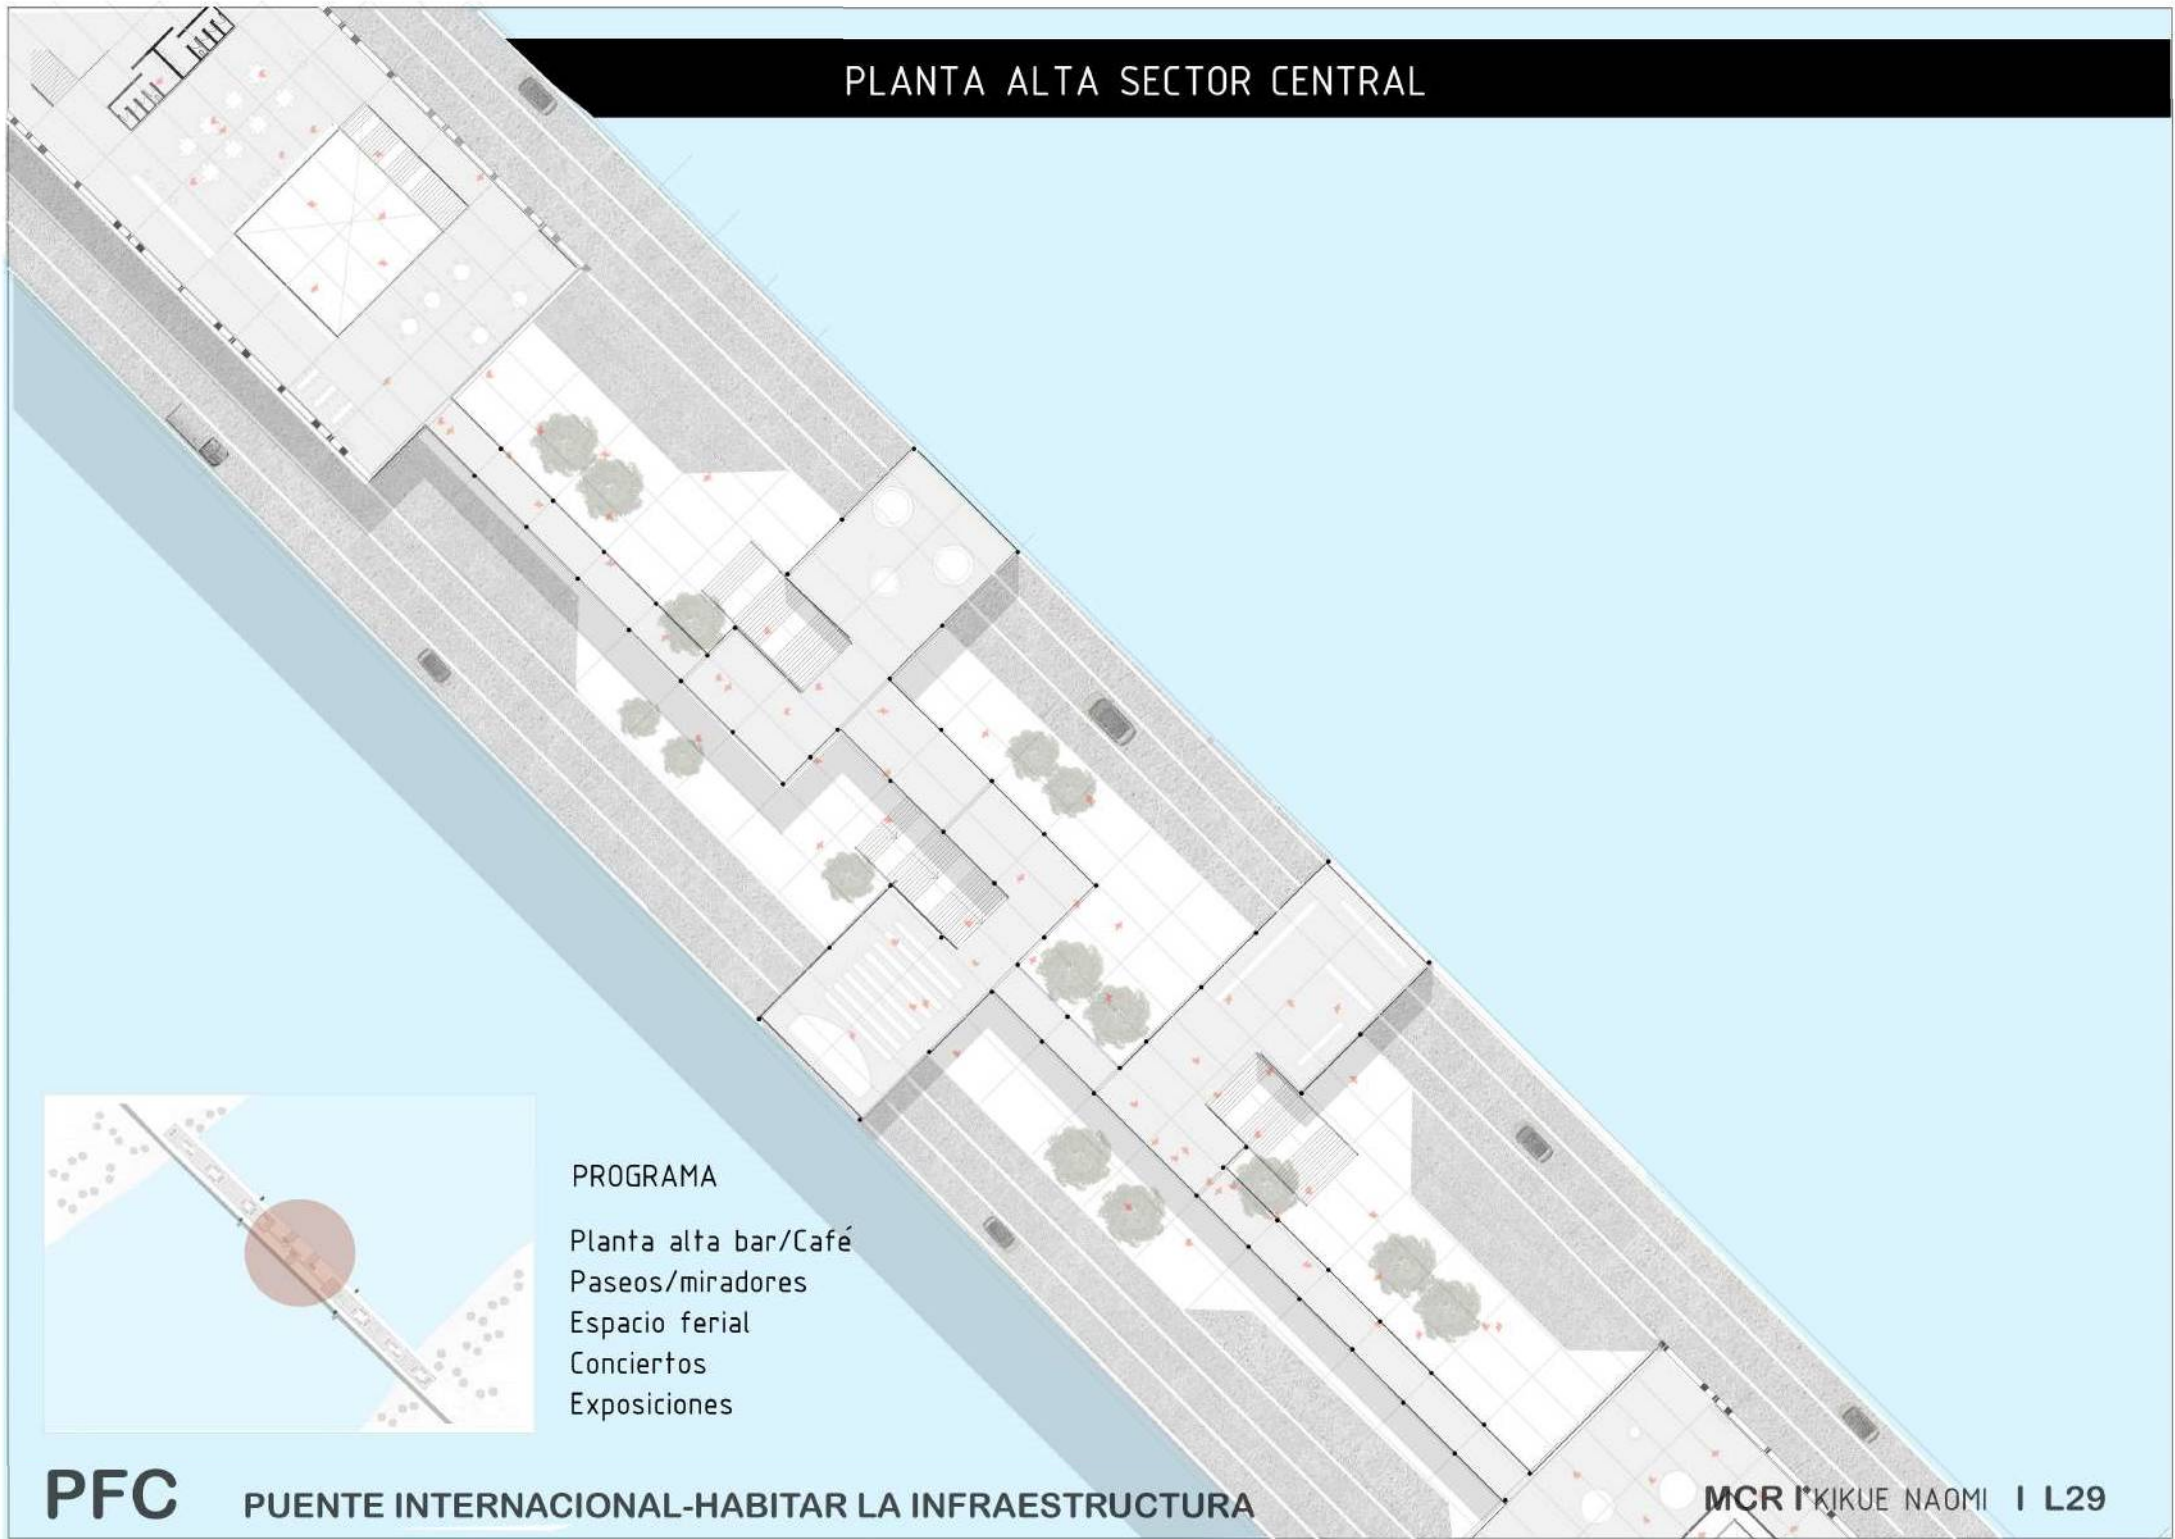 PLANTA ALTA SECTOR CENTRAL
PROGRAMA
Planta alta bar/Café
Paseos/miradores
Espacio ferial
Conciertos
Exposiciones
PFC PUENTE INTERNACIONAL-HABITAR LA INFRAESTRUCTURA
MCR I KIKUE NAOMI I L29